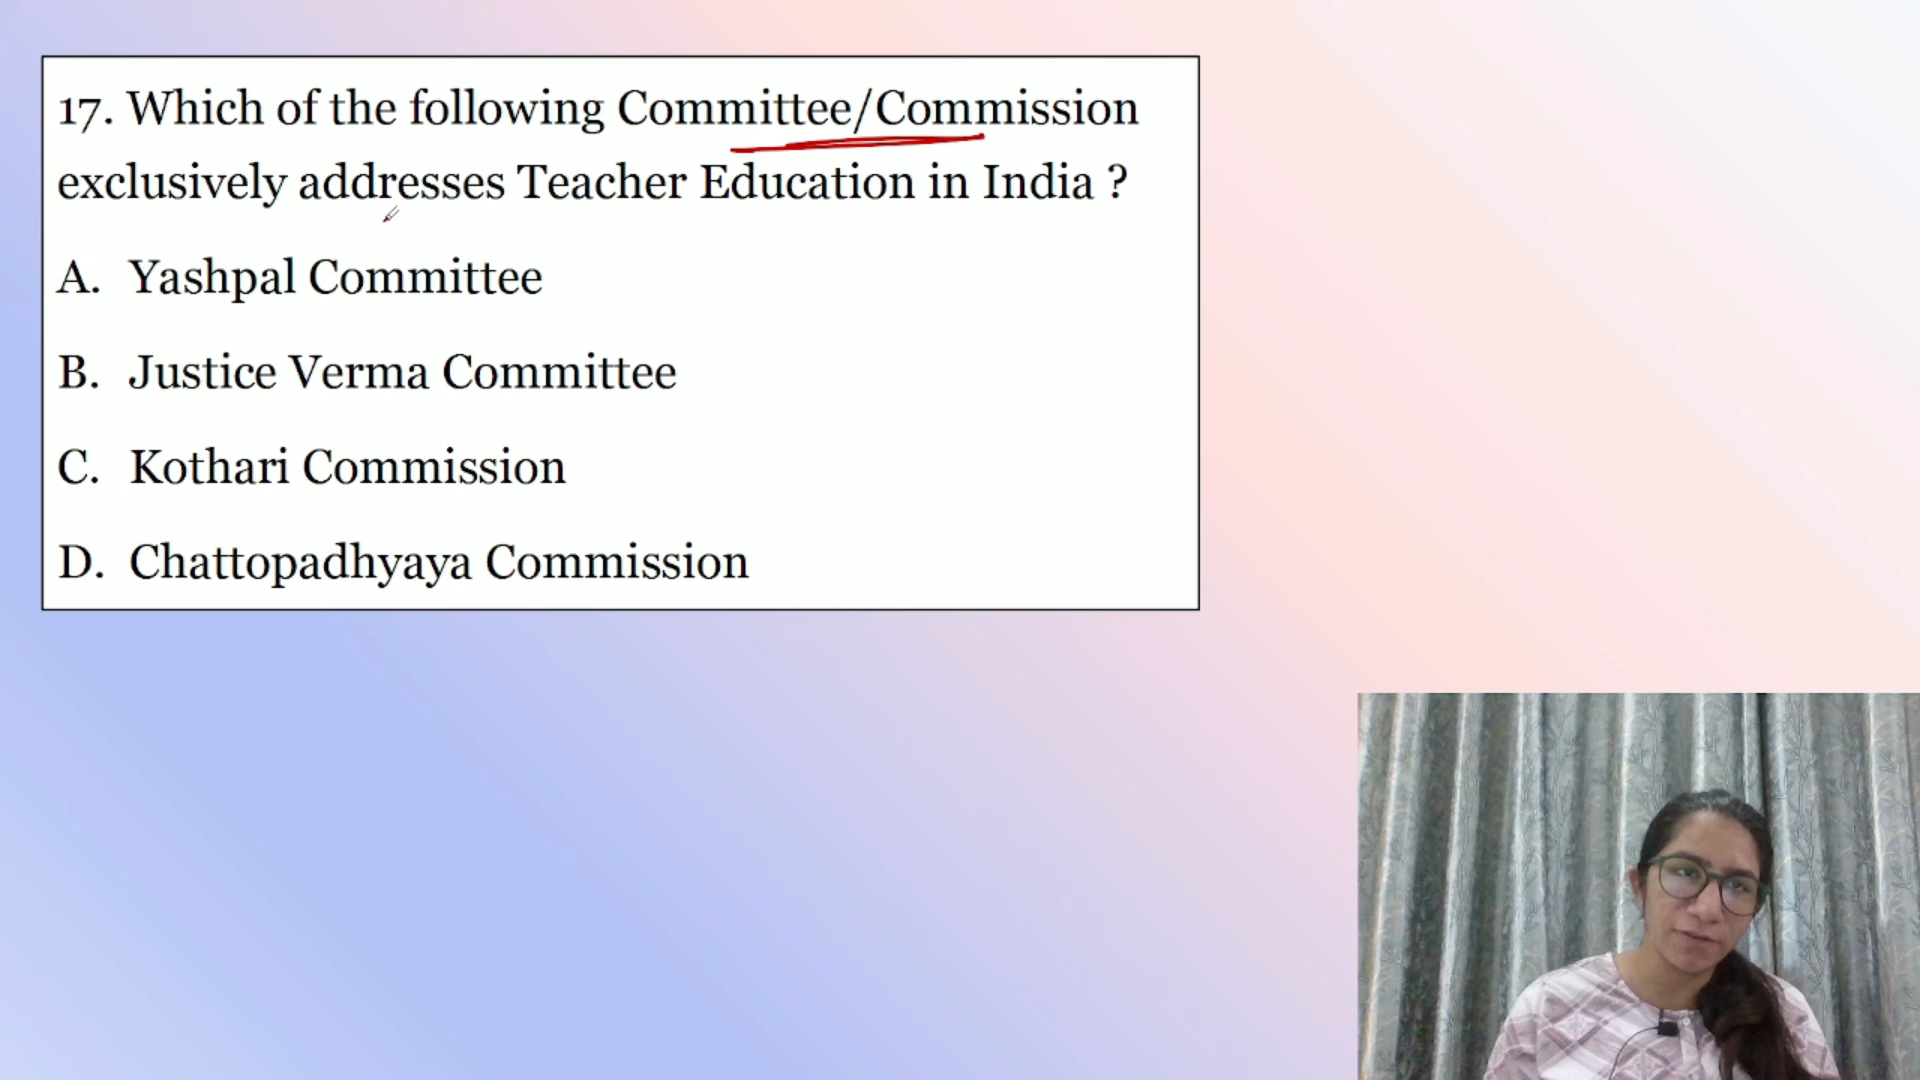 17. Which of the following Committee/Commission
exclusively addresses Teacher Education in India ?
A. Yashpal Committee
B. Justice Verma Committee
C. Kothari Commission
D. Chattopadhyaya Commission